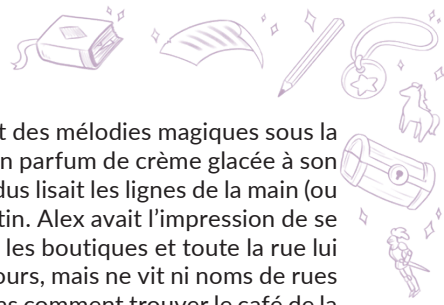 t des mélodies magiques sous la
n parfum de crème glacée à son
dus lisait les lignes de la main (ou
tin. Alex avait l’impression de se
les boutiques et toute la rue lui
ours, mais ne vit ni noms de rues
comment trouver le café de la